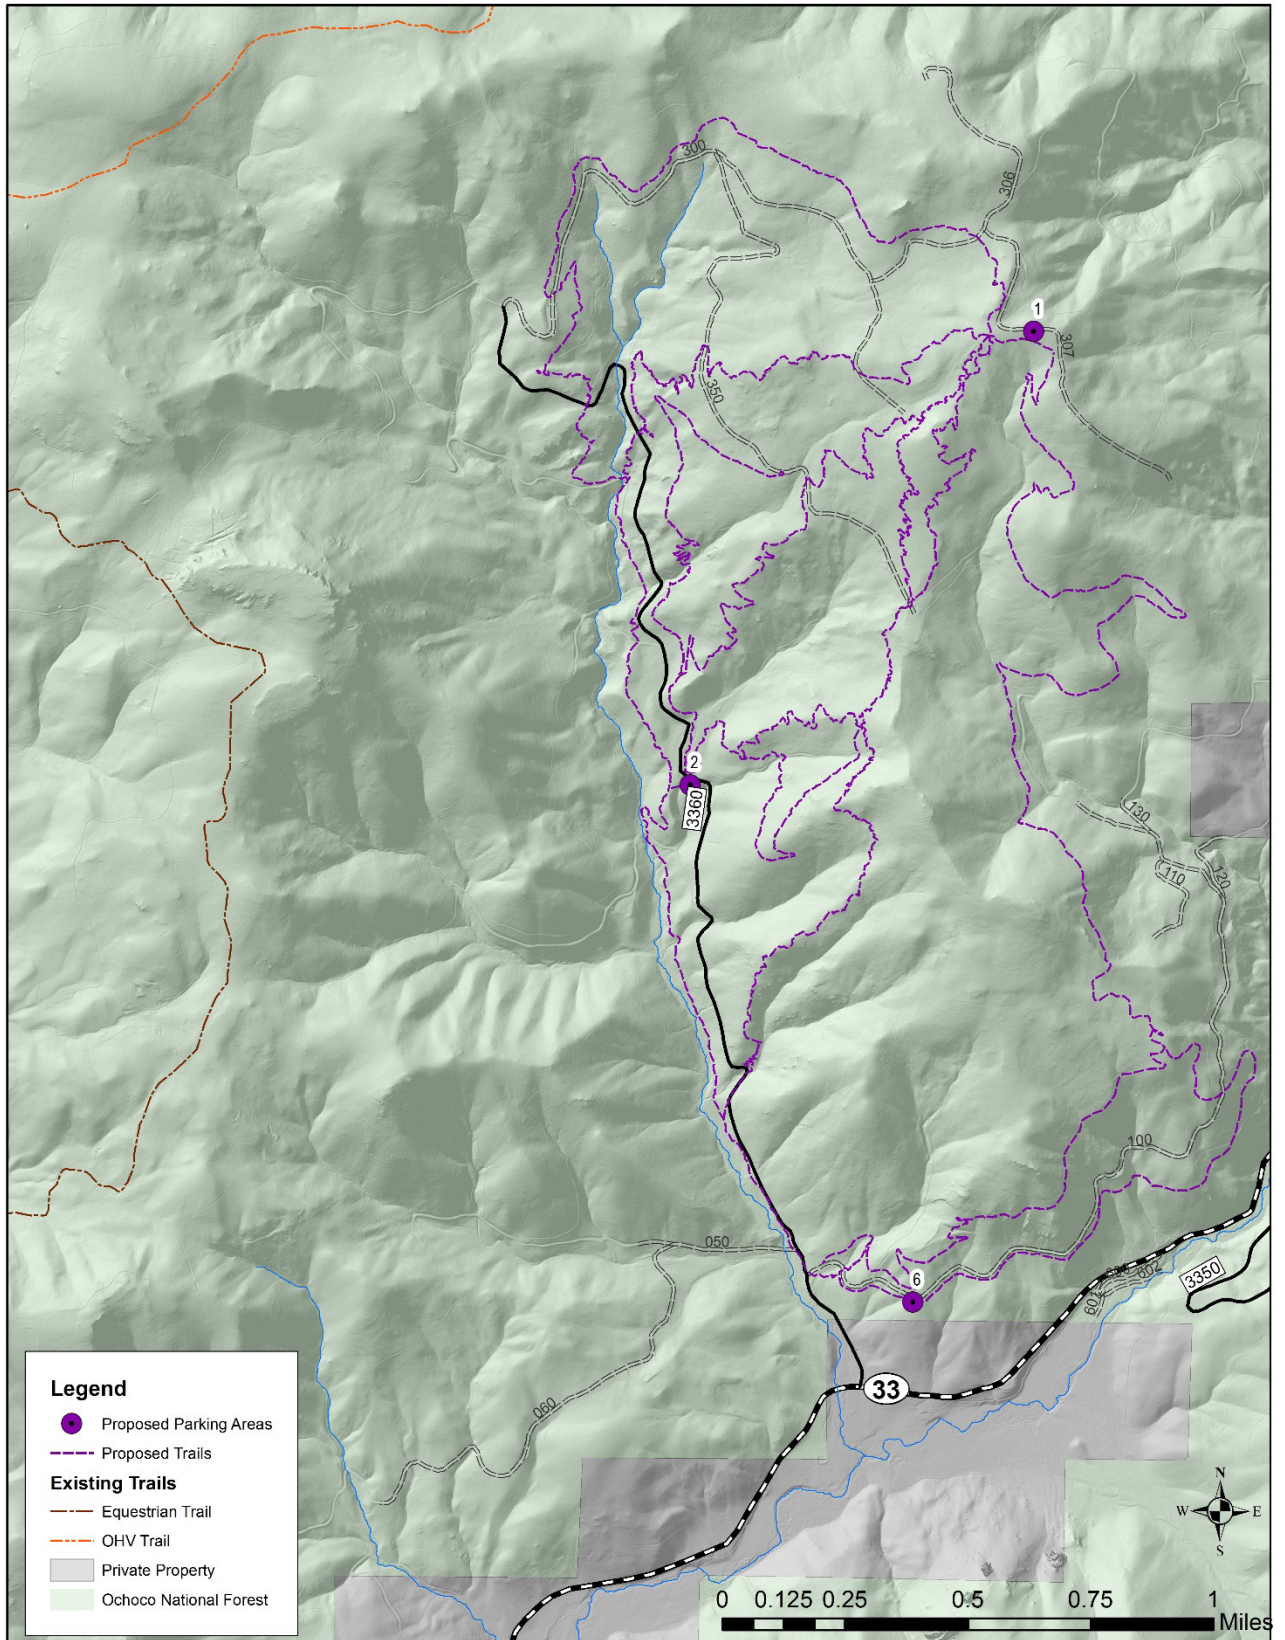 300
306
1
307
350
2
3360
130
110
120
100
050
6
602
601
3350
33
060
Legend
Proposed Parking Areas
Proposed Trails
Existing Trails
Equestrian Trail
OHV Trail
Private Property
Ochoco National Forest
N
W E
S
0 0.125 0.25 0.5 0.75 1
Miles